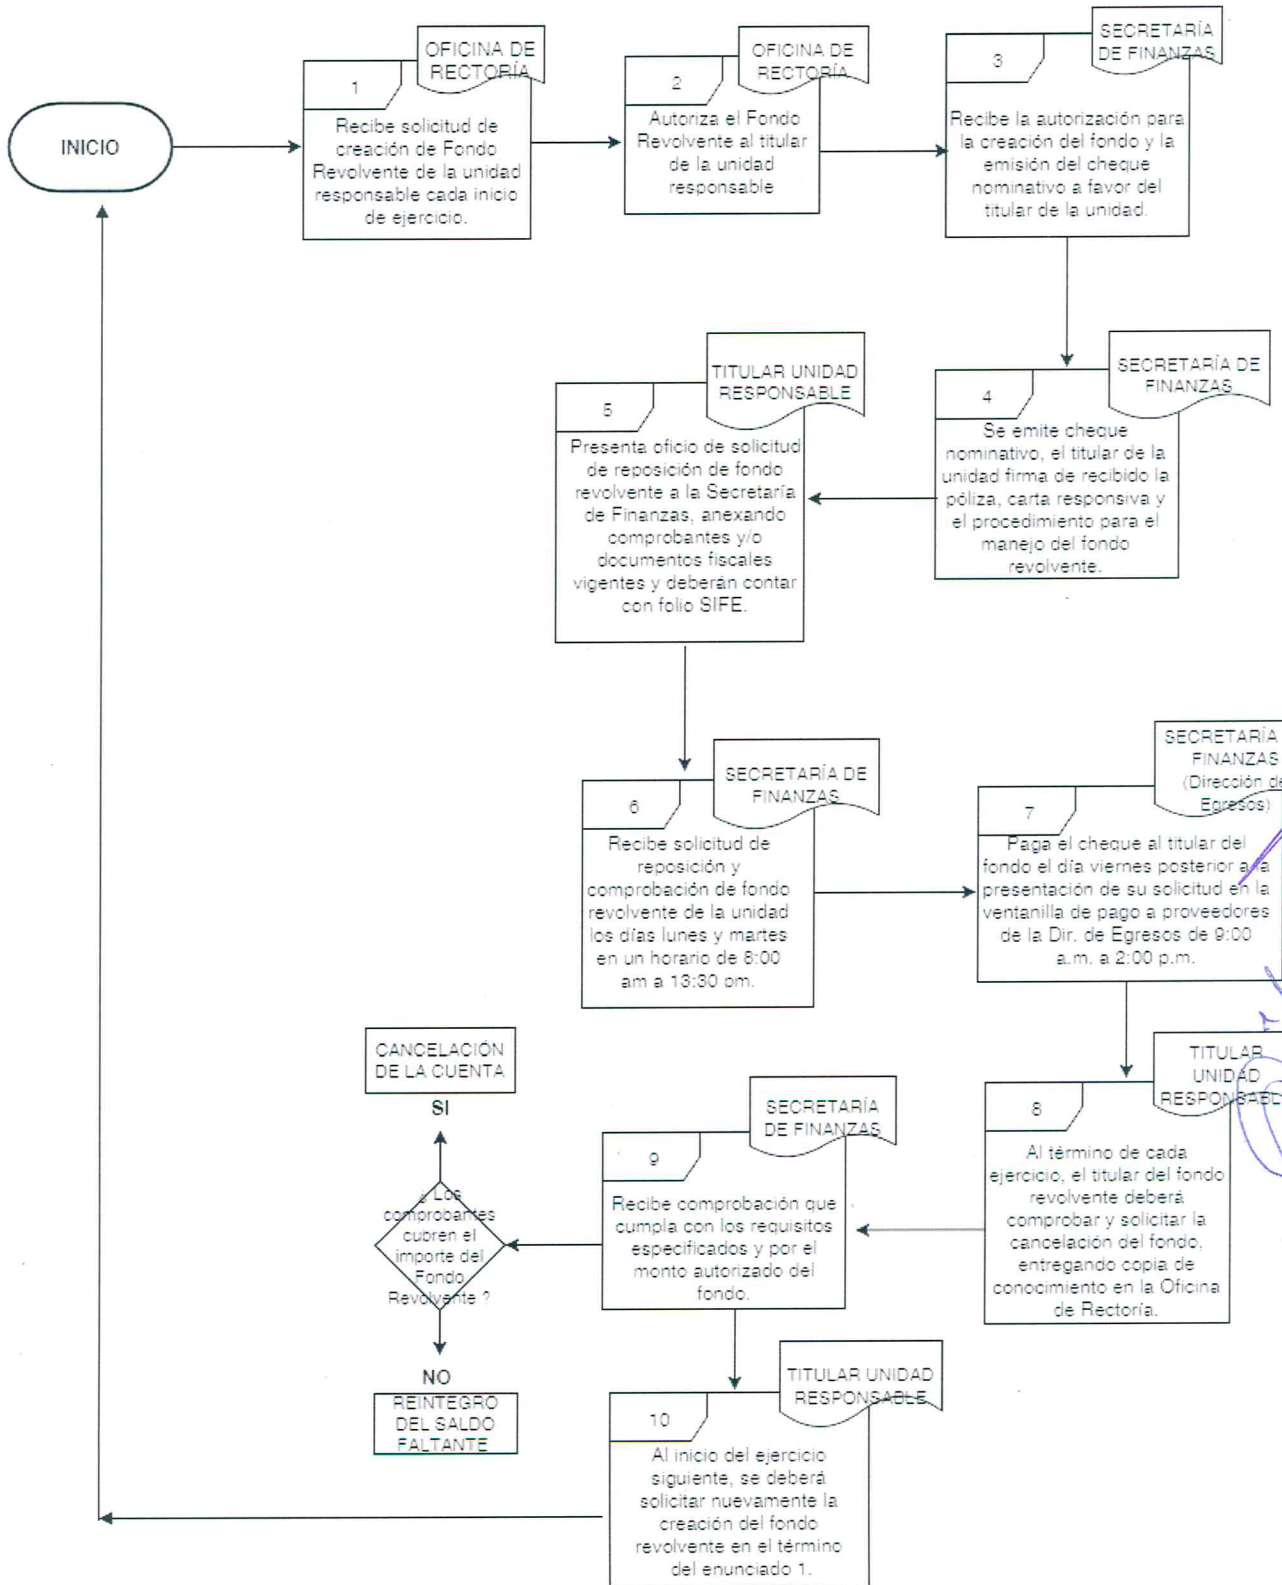 INICIO
OFICINA DE
RECTORÍA
1
Recibe solicitud de
creación de Fondo
Revolvente de la unidad
responsable cada inicio
de ejercicio.
OFICINA DE
RECTORÍA
2
Autoriza el Fondo
Revolvente al titular
de la unidad
responsable
SECRETARÍA
DE FINANZAS
3
Recibe la autorización para
la creación del fondo y la
emisión del cheque
nominativo a favor del
titular de la unidad.
SECRETARÍA DE
FINANZAS
4
Se emite cheque
nominativo, el titular de la
unidad firma de recibido la
póliza, carta responsiva y
el procedimiento para el
manejo del fondo
revolvente.
TITULAR UNIDAD
RESPONSABLE
5
Presenta oficio de solicitud
de reposición de fondo
revolvente a la Secretaría
de Finanzas, anexando
comprobantes y/o
documentos fiscales
vigentes y deberán contar
con folio SIFE.
SECRETARÍA DE
FINANZAS
6
Recibe solicitud de
reposición y
comprobación de fondo
revolvente de la unidad
los días lunes y martes
en un horario de 8:00
am a 13:30 pm.
SECRETARÍA
FINANZAS
(Dirección de
Egresos)
7
Paga el cheque al titular del
fondo el día viernes posterior a la
presentación de su solicitud en la
ventanilla de pago a proveedores
de la Dir. de Egresos de 9:00
a.m. a 2:00 p.m.
TITULAR
UNIDAD
RESPONSABLE
8
Al término de cada
ejercicio, el titular del fondo
revolvente deberá
comprobar y solicitar la
cancelación del fondo,
entregando copia de
conocimiento en la Oficina
de Rectoría.
SECRETARÍA
DE FINANZAS
9
Recibe comprobación que
cumpla con los requisitos
especificados y por el
monto autorizado del
fondo.
CANCELACIÓN
DE LA CUENTA
SI
¿ Los
comprobantes
cubren el
importe del
Fondo
Revolvente ?
NO
REINTEGRO
DEL SALDO
FALTANTE
TITULAR UNIDAD
RESPONSABLE
10
Al inicio del ejercicio
siguiente, se deberá
solicitar nuevamente la
creación del fondo
revolvente en el término
del enunciado 1.